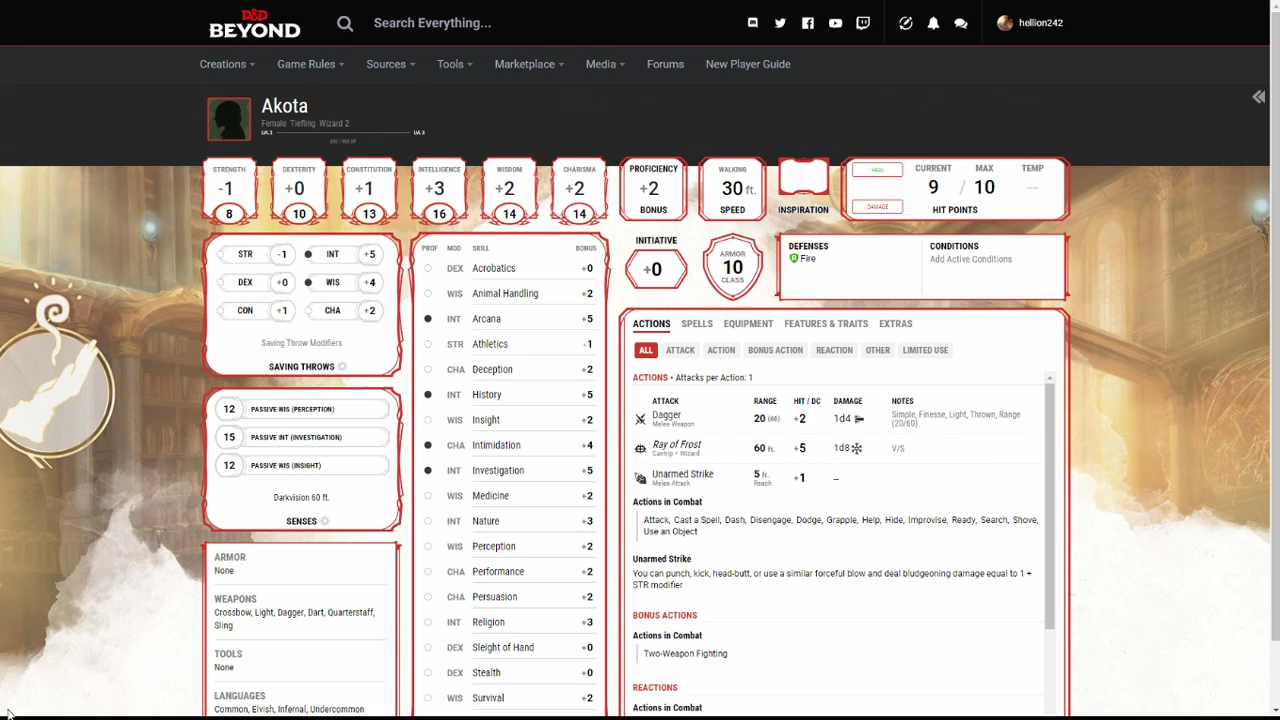 D&D
BEYOND
Search Everything...
hellion242
Creations
Game Rules
Sources
Tools
Marketplace
Media
Forums
New Player Guide
Akota
Female Tiefling Wizard 2
STRENGTH
-1
8
DEXTERITY
+0
10
CONSTITUTION
+1
13
INTELLIGENCE
+3
16
WISDOM
+2
14
CHARISMA
+2
14
PROFICIENCY
+2
BONUS
WALKING
30 ft.
SPEED
INSPIRATION
HEAL
DAMAGE
CURRENT MAX TEMP
9 / 10 --
HIT POINTS
STR -1 INT +5
DEX +0 WIS +4
CON +1 CHA +2
Saving Throw Modifiers
SAVING THROWS
12 PASSIVE WIS (PERCEPTION)
15 PASSIVE INT (INVESTIGATION)
12 PASSIVE WIS (INSIGHT)
Darkvision 60 ft.
SENSES
ARMOR
None
WEAPONS
Crossbow, Light, Dagger, Dart, Quarterstaff,
Sling
TOOLS
None
LANGUAGES
Common, Elvish, Infernal, Undercommon
PROF MOD SKILL BONUS
DEX Acrobatics +0
WIS Animal Handling +2
INT Arcana +5
STR Athletics -1
CHA Deception +2
INT History +5
WIS Insight +2
CHA Intimidation +4
INT Investigation +5
WIS Medicine +2
INT Nature +3
WIS Perception +2
CHA Performance +2
CHA Persuasion +2
INT Religion +3
DEX Sleight of Hand +0
DEX Stealth +0
WIS Survival +2
INITIATIVE
+0
ARMOR
10
CLASS
DEFENSES
Fire
CONDITIONS
Add Active Conditions
ACTIONS SPELLS EQUIPMENT FEATURES & TRAITS EXTRAS
ALL ATTACK ACTION BONUS ACTION REACTION OTHER LIMITED USE
ACTIONS • Attacks per Action: 1
ATTACK RANGE HIT / DC DAMAGE NOTES
Dagger
Melee Weapon
20 (60) +2 1d4
Simple, Finesse, Light, Thrown, Range
(20/60)
Ray of Frost
Cantrip • Wizard
60 ft. +5 1d8 V/S
Unarmed Strike
Melee Attack
5 ft.
Reach
+1 --
Actions in Combat
Attack, Cast a Spell, Dash, Disengage, Dodge, Grapple, Help, Hide, Improvise, Ready, Search, Shove,
Use an Object
Unarmed Strike
You can punch, kick, head-butt, or use a similar forceful blow and deal bludgeoning damage equal to 1 +
STR modifier
BONUS ACTIONS
Actions in Combat
Two-Weapon Fighting
REACTIONS
Actions in Combat